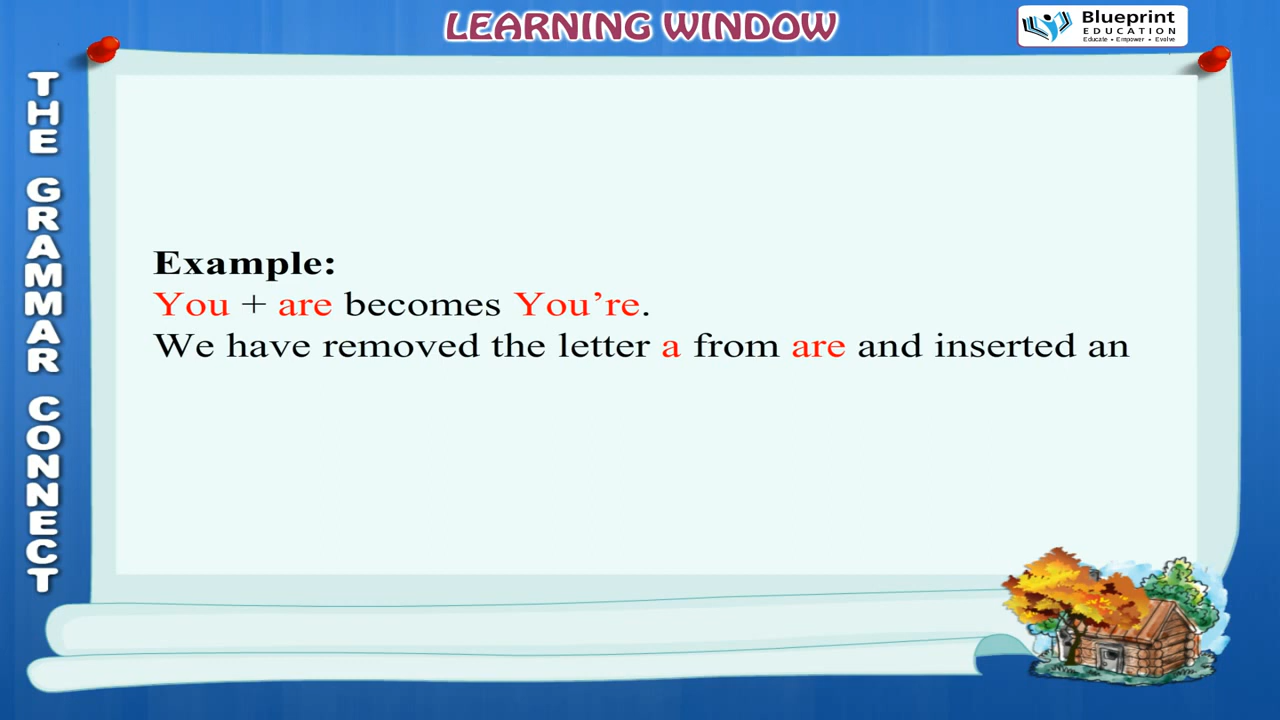 LEARNING WINDOW
Blueprint
EDUCATION
Educate • Empower • Evolve
THE GRAMMAR CONNECT
Example:
You + are becomes You’re.
We have removed the letter a from are and inserted an